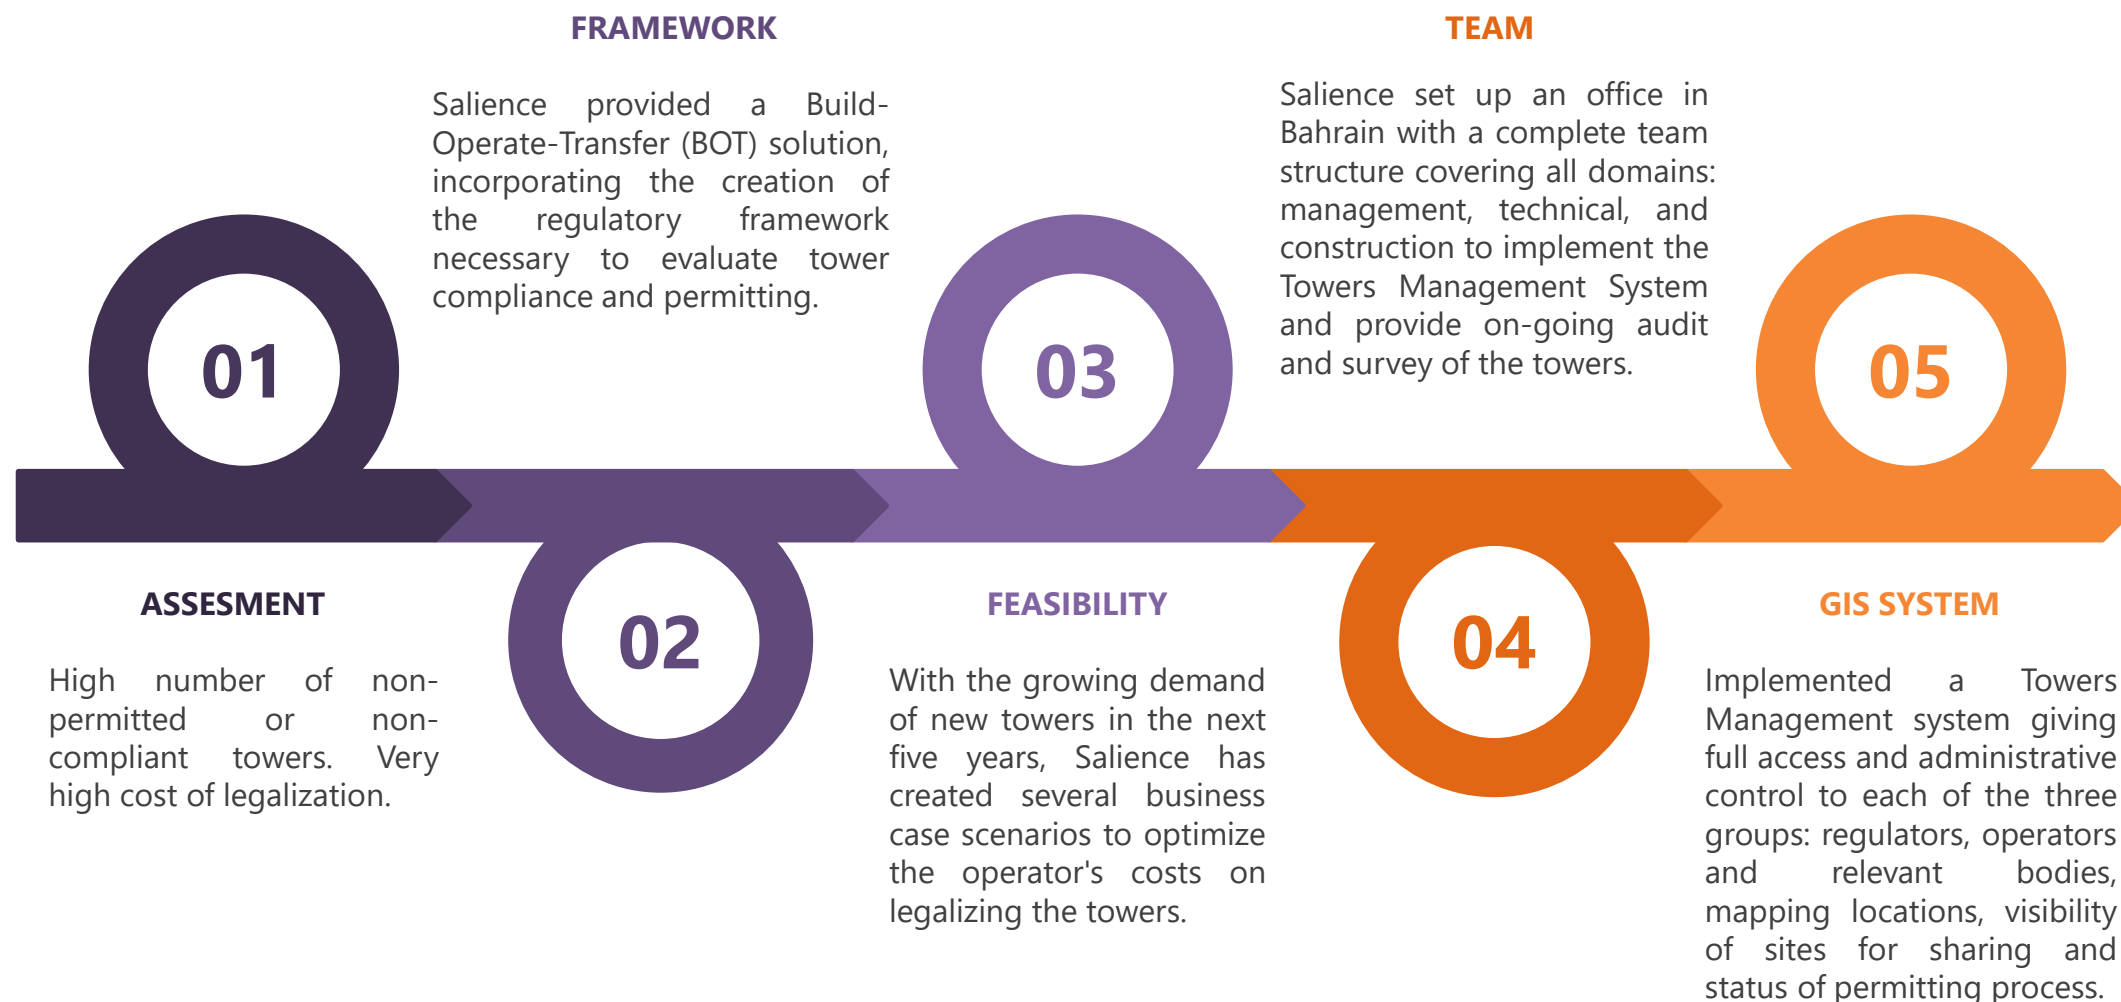 FRAMEWORK
Salience provided a Build-
Operate-Transfer (BOT) solution,
incorporating the creation of
the regulatory framework
necessary to evaluate tower
compliance and permitting.
TEAM
Salience set up an office in
Bahrain with a complete team
structure covering all domains:
management, technical, and
construction to implement the
Towers Management System
and provide on-going audit
and survey of the towers.
01
03
05
ASSESMENT
High number of non-
permitted or non-
compliant towers. Very
high cost of legalization.
02
FEASIBILITY
With the growing demand
of new towers in the next
five years, Salience has
created several business
case scenarios to optimize
the operator's costs on
legalizing the towers.
04
GIS SYSTEM
Implemented a Towers
Management system giving
full access and administrative
control to each of the three
groups: regulators, operators
and relevant bodies,
mapping locations, visibility
of sites for sharing and
status of permitting process.